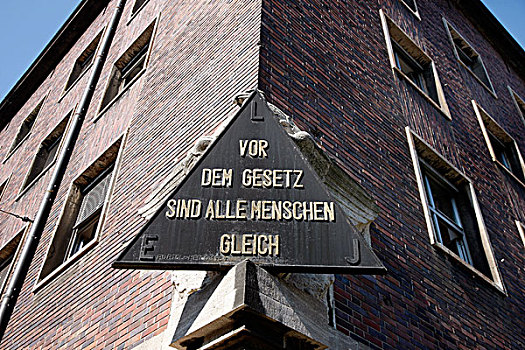 L
VOR
DEM GESETZ
SIND ALLE MENSCHEN
GLEICH
E J